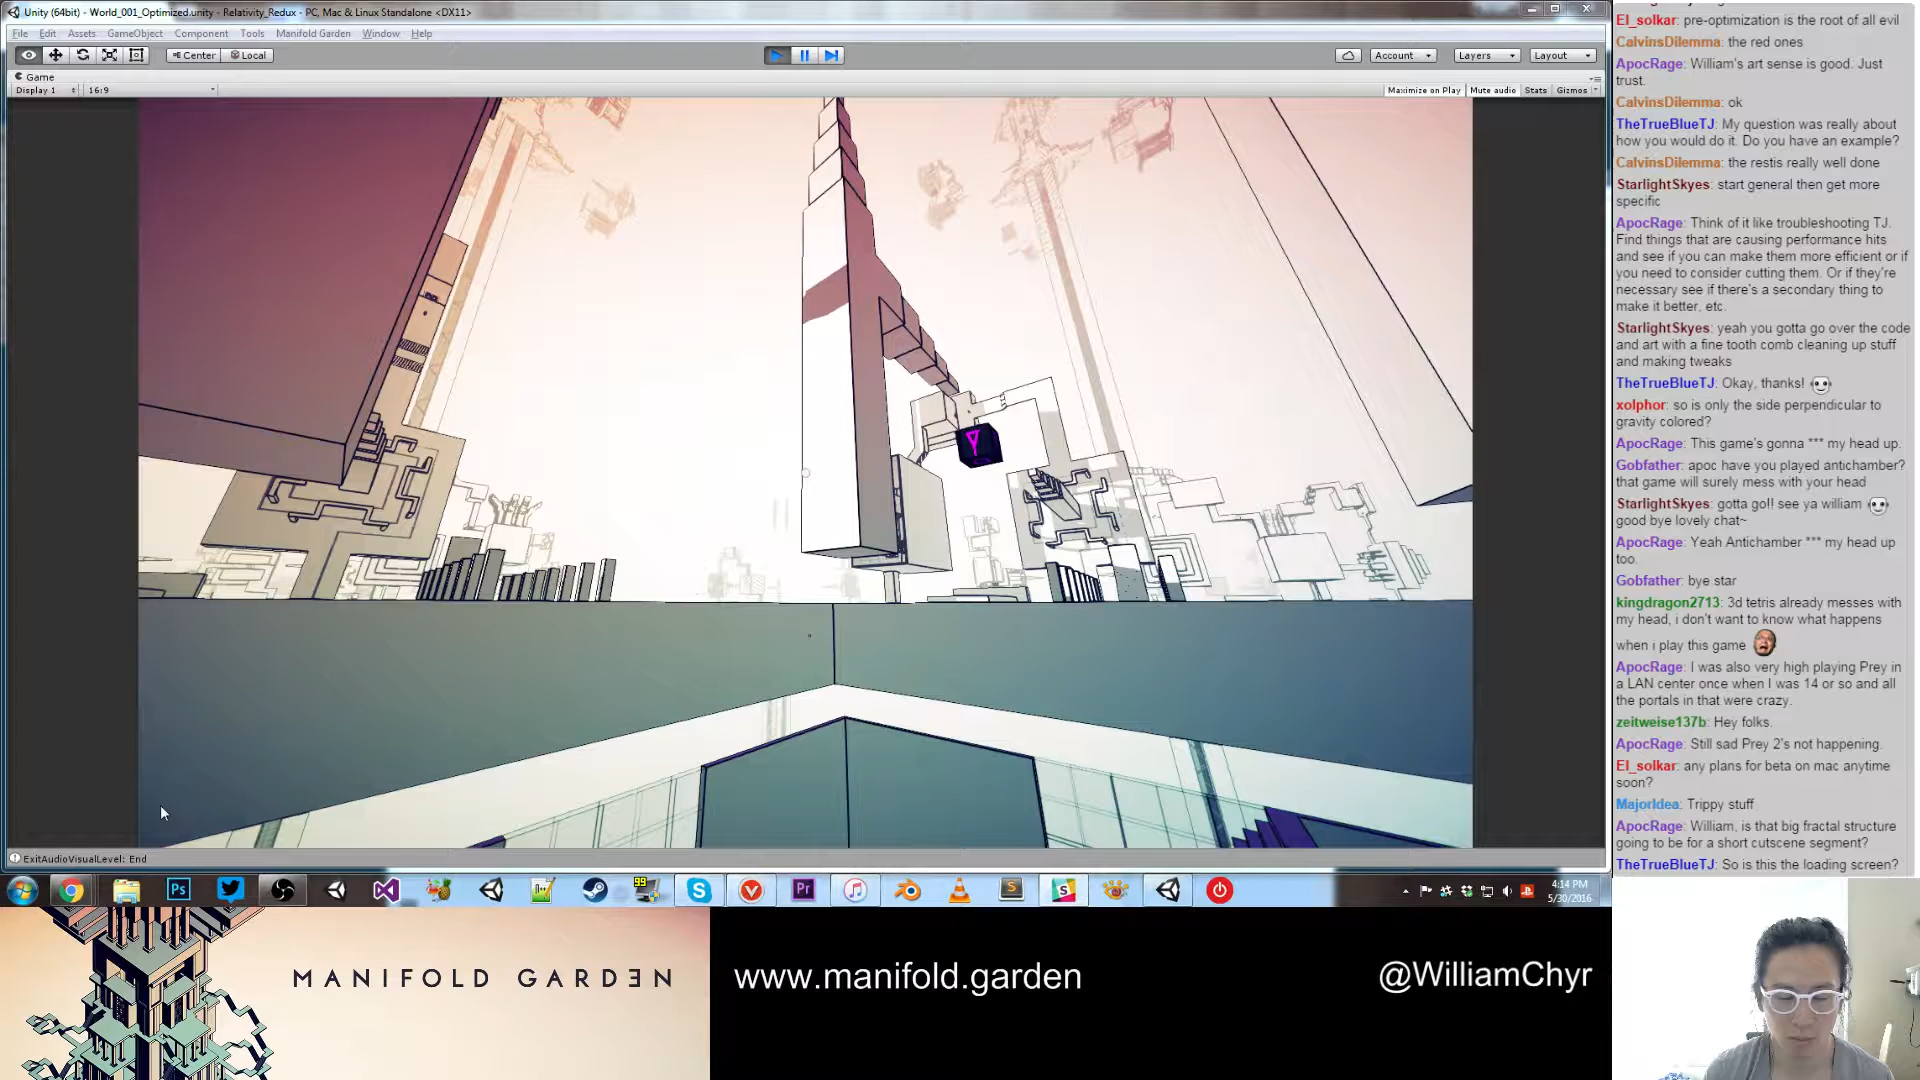 Unity (64bit) - World_001_Optimized.unity - Relativity_Redux - PC, Mac & Linux Standalone <DX11>
File Edit Assets GameObject Component Tools Manifold Garden Window Help
Center Local Account Layers Layout
Game
Display 1 16:9 Maximize on Play Mute audio Stats Gizmos
ExitAudioVisualLevel: End
El_solkar: pre-optimization is the root of all evil
CalvinsDilemma: the red ones
ApocRage: William's art sense is good. Just
trust.
CalvinsDilemma: ok
TheTrueBlueTJ: My question was really about
how you would do it. Do you have an example?
CalvinsDilemma: the restis really well done
StarlightSkyes: start general then get more
specific
ApocRage: Think of it like troubleshooting TJ.
Find things that are causing performance hits
and see if you can make them more efficient or if
you need to consider cutting them. Or if they're
necessary see if there's a secondary thing to
make it better, etc.
StarlightSkyes: yeah you gotta go over the code
and art with a fine tooth comb cleaning up stuff
and making tweaks
TheTrueBlueTJ: Okay, thanks!
xolphor: so is only the side perpendicular to
gravity colored?
ApocRage: This game's gonna *** my head up.
Gobfather: apoc have you played antichamber?
that game will surely mess with your head
StarlightSkyes: gotta go!! see ya william
good bye lovely chat~
ApocRage: Yeah Antichamber *** my head up
too.
Gobfather: bye star
kingdragon2713: 3d tetris already messes with
my head, i don't want to know what happens
when i play this game
ApocRage: I was also very high playing Prey in
a LAN center once when I was 14 or so and all
the portals in that were crazy.
zeitweise137b: Hey folks.
ApocRage: Still sad Prey 2's not happening.
El_solkar: any plans for beta on mac anytime
soon?
MajorIdea: Trippy stuff
ApocRage: William, is that big fractal structure
going to be for a short cutscene segment?
TheTrueBlueTJ: So is this the loading screen?
Ps
99
Pr
S
4:14 PM
5/30/2016
MANIFOLD GARDƎN
www.manifold.garden
@WilliamChyr